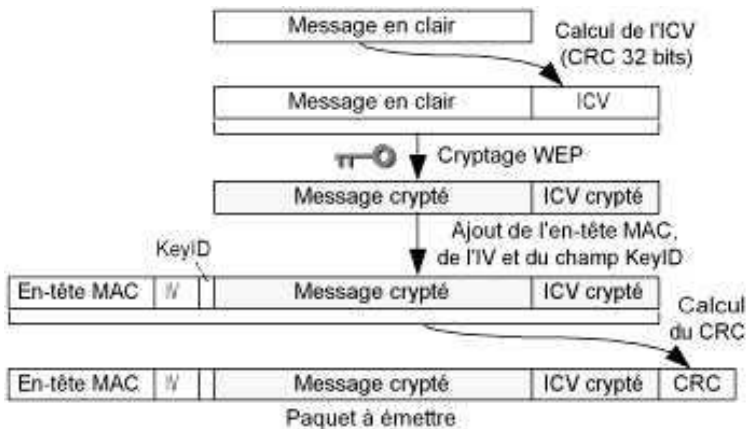 Message en clair
Calcul de l'ICV
(CRC 32 bits)
Message en clair ICV
Cryptage WEP
Message crypté ICV crypté
Ajout de l'en-tête MAC,
de l'IV et du champ KeyID
KeyID
En-tête MAC IV Message crypté ICV crypté
Calcul
du CRC
En-tête MAC IV Message crypté ICV crypté CRC
Paquet à émettre